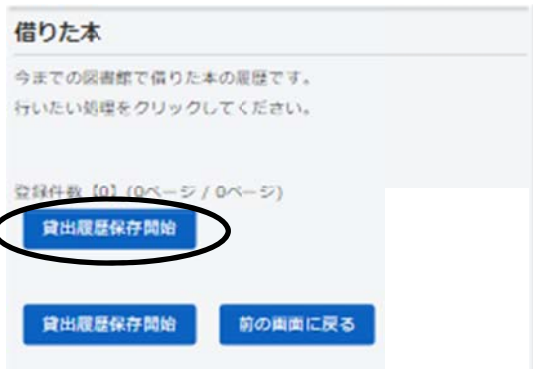 借りた本
今までの図書館で借りた本の履歴です。
行いたい処理をクリックしてください。
登録件数【0】(0ページ / 0ページ)
貸出履歴保存開始
貸出履歴保存開始 前の画面に戻る